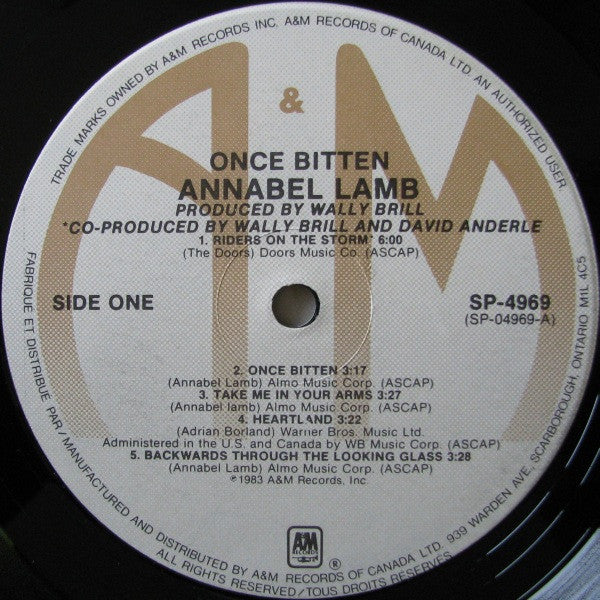 TRADE MARKS OWNED BY A&M RECORDS INC. A&M RECORDS OF CANADA LTD. AN AUTHORIZED USER
&
ONCE BITTEN
ANNABEL LAMB
PRODUCED BY WALLY BRILL
*CO-PRODUCED BY WALLY BRILL AND DAVID ANDERLE
1. RIDERS ON THE STORM* 6:00
(The Doors) Doors Music Co. (ASCAP)
SIDE ONE
SP-4969
(SP-04969-A)
2. ONCE BITTEN 3:17
(Annabel Lamb) Almo Music Corp. (ASCAP)
3. TAKE ME IN YOUR ARMS 3:27
(Annabel lamb) Almo Music Corp. (ASCAP)
4. HEARTLAND 3:22
(Adrian Borland) Warner Bros. Music Ltd.
Administered in the U.S. and Canada by WB Music Corp. (ASCAP)
5. BACKWARDS THROUGH THE LOOKING GLASS 3:28
(Annabel Lamb) Almo Music Corp. (ASCAP)
℗1983 A&M Records, Inc.
A&M
RECORDS
®
FABRIQUÉ ET DISTRIBUÉ PAR/MANUFACTURED AND DISTRIBUTED BY A&M RECORDS OF CANADA LTD. 939 WARDEN AVE. SCARBOROUGH, ONTARIO M1L 4C5
ALL RIGHTS RESERVED/TOUS DROITS RÉSERVÉS